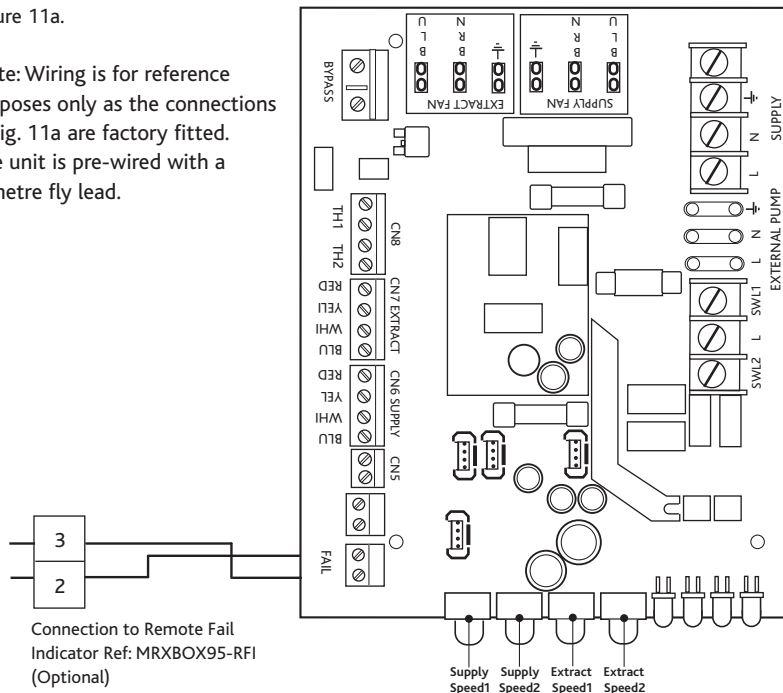 ure 11a.
te: Wiring is for reference
poses only as the connections
ig. 11a are factory fitted.
e unit is pre-wired with a
metre fly lead.
BYPASS
U L B
N R B
EXTRACT FAN
N R B
U L B
SUPPLY FAN
SUPPLY
N
L
EXTERNAL PUMP
N
L
SWL1
L
SWL2
TH1
TH2
CN8
RED
YELL
WHI
BLU
CN7 EXTRACT
RED
YEL
WHI
BLU
CN6 SUPPLY
CN5
FAIL
3
2
Connection to Remote Fail
Indicator Ref: MRXBOX95-RFI
(Optional)
Supply Speed1
Supply Speed2
Extract Speed1
Extract Speed2